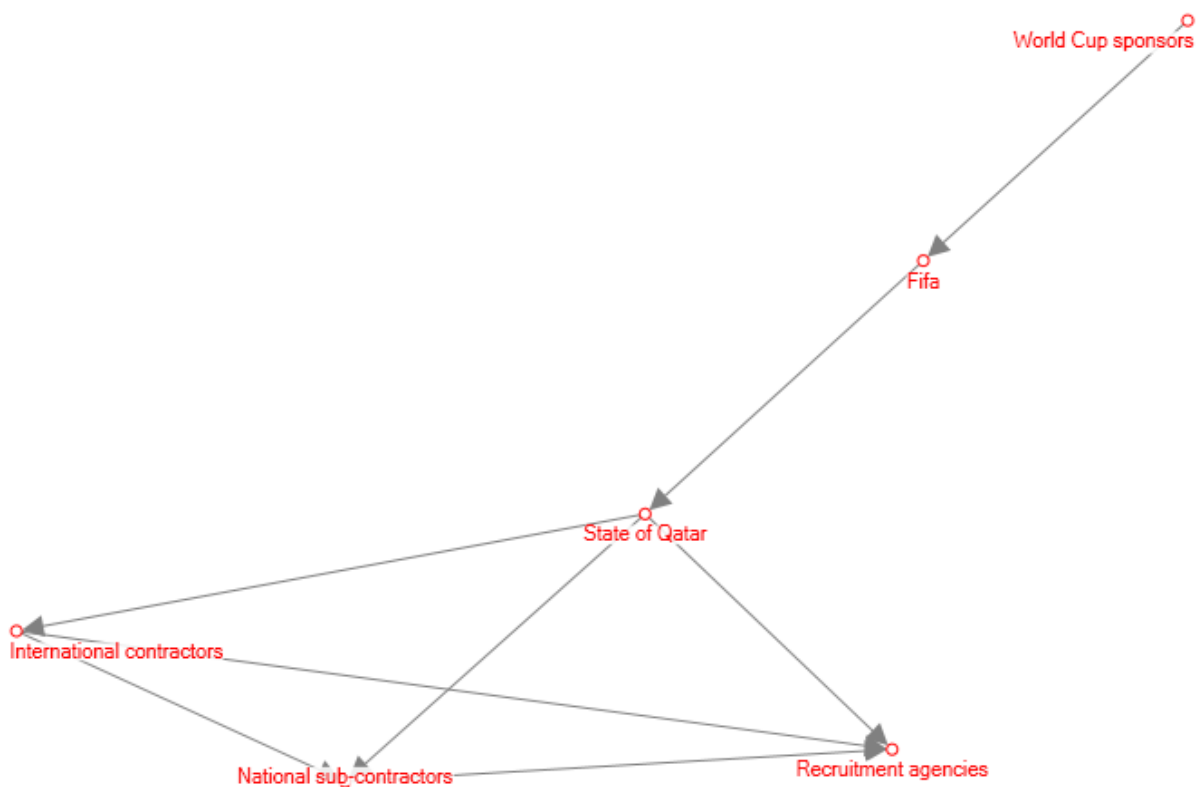 World Cup sponsors
Fifa
State of Qatar
International contractors
National sub-contractors
Recruitment agencies